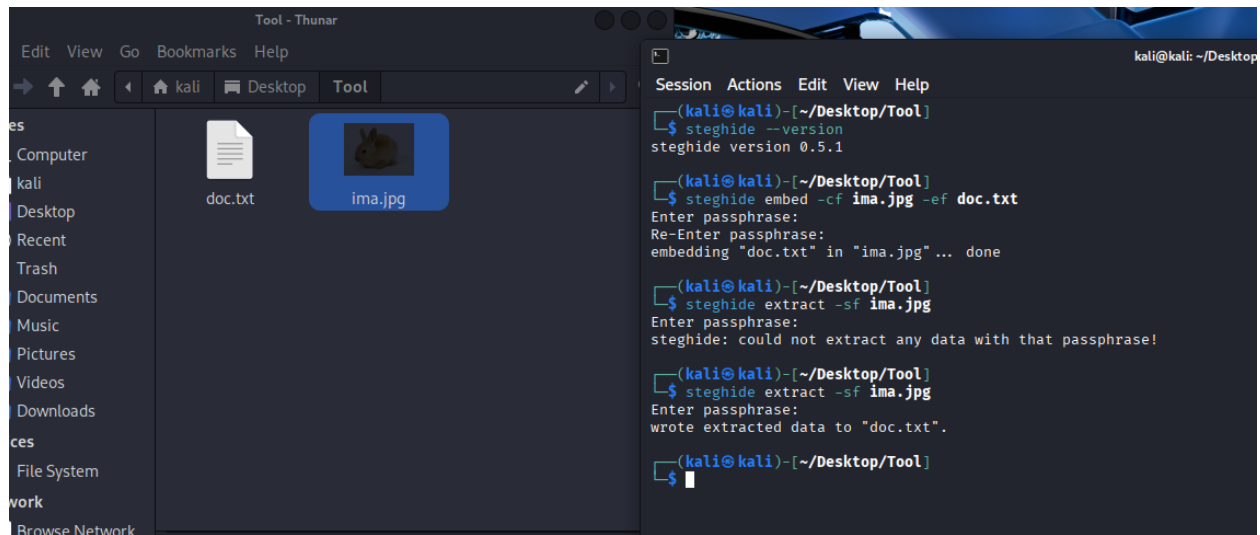 Tool - Thunar
Edit View Go Bookmarks Help
kali Desktop Tool
es
Computer
kali
Desktop
Recent
Trash
Documents
Music
Pictures
Videos
Downloads
ces
File System
work
Browse Network
doc.txt ima.jpg
kali@kali: ~/Desktop
Session Actions Edit View Help
(kali㉿kali)-[~/Desktop/Tool]
$ steghide --version
steghide version 0.5.1
(kali㉿kali)-[~/Desktop/Tool]
$ steghide embed -cf ima.jpg -ef doc.txt
Enter passphrase:
Re-Enter passphrase:
embedding "doc.txt" in "ima.jpg"... done
(kali㉿kali)-[~/Desktop/Tool]
$ steghide extract -sf ima.jpg
Enter passphrase:
steghide: could not extract any data with that passphrase!
(kali㉿kali)-[~/Desktop/Tool]
$ steghide extract -sf ima.jpg
Enter passphrase:
wrote extracted data to "doc.txt".
(kali㉿kali)-[~/Desktop/Tool]
$